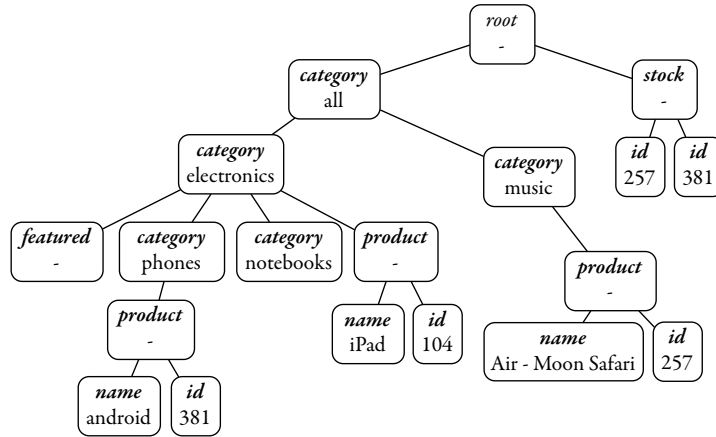 root
-
category
all
stock
-
category
electronics
category
music
id
257
id
381
featured
-
category
phones
category
notebooks
product
-
product
-
product
-
name
iPad
id
104
name
Air - Moon Safari
id
257
name
android
id
381